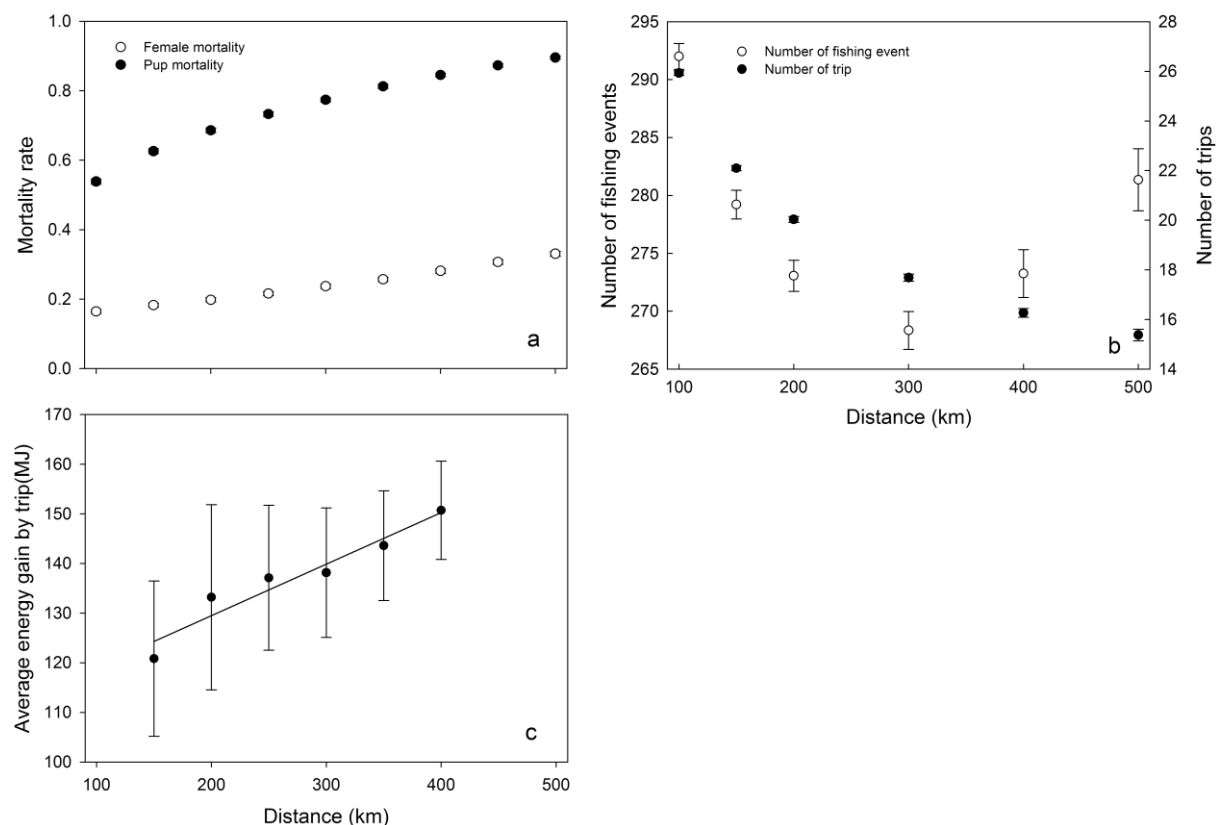 1.0
0.8
0.6
0.4
0.2
0.0
Mortality rate
Female mortality
Pup mortality
a
295
290
285
280
275
270
265
Number of fishing events
Number of fishing event
Number of trip
28
26
24
22
20
18
16
14
Number of trips
b
100 200 300 400 500
Distance (km)
170
160
150
140
130
120
110
100
Average energy gain by trip(MJ)
c
100 200 300 400 500
Distance (km)